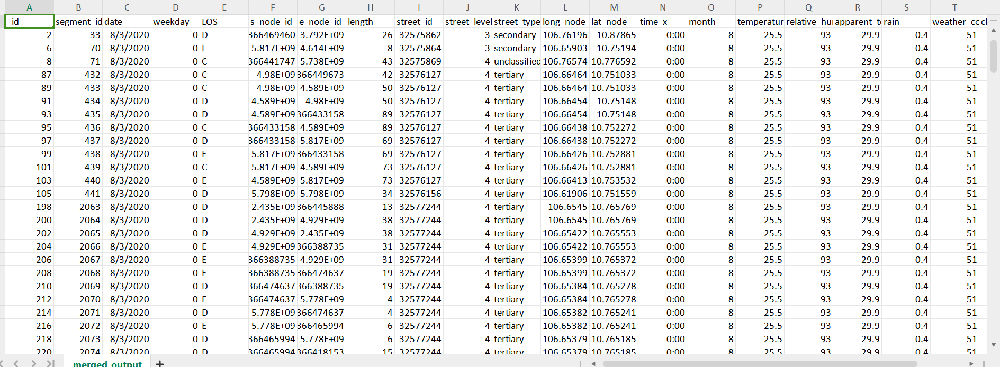 A B C D E F G H I J K L M N O P Q R S T
_id segment_id date weekday LOS s_node_id e_node_id length street_id street_level street_type long_node lat_node time_x month temperatur relative_hu apparent_te rain weather_co cl
2 33 8/3/2020 0 D 366469460 3.792E+09 26 32575862 3 secondary 106.76196 10.87865 0:00 8 25.5 93 29.9 0.4 51
6 70 8/3/2020 0 E 5.817E+09 4.614E+09 8 32575864 3 secondary 106.65903 10.75194 0:00 8 25.5 93 29.9 0.4 51
8 71 8/3/2020 0 C 366441747 5.738E+09 43 32575869 4 unclassified 106.76574 10.776592 0:00 8 25.5 93 29.9 0.4 51
87 432 8/3/2020 0 C 4.98E+09 366449673 42 32576127 4 tertiary 106.66464 10.751033 0:00 8 25.5 93 29.9 0.4 51
89 433 8/3/2020 0 C 4.98E+09 4.589E+09 50 32576127 4 tertiary 106.66464 10.751033 0:00 8 25.5 93 29.9 0.4 51
91 434 8/3/2020 0 D 4.589E+09 4.98E+09 50 32576127 4 tertiary 106.66454 10.75148 0:00 8 25.5 93 29.9 0.4 51
93 435 8/3/2020 0 D 4.589E+09 366433158 89 32576127 4 tertiary 106.66454 10.75148 0:00 8 25.5 93 29.9 0.4 51
95 436 8/3/2020 0 C 366433158 4.589E+09 89 32576127 4 tertiary 106.66438 10.752272 0:00 8 25.5 93 29.9 0.4 51
97 437 8/3/2020 0 D 366433158 5.817E+09 69 32576127 4 tertiary 106.66438 10.752272 0:00 8 25.5 93 29.9 0.4 51
99 438 8/3/2020 0 E 5.817E+09 366433158 69 32576127 4 tertiary 106.66426 10.752881 0:00 8 25.5 93 29.9 0.4 51
101 439 8/3/2020 0 C 5.817E+09 4.589E+09 73 32576127 4 tertiary 106.66426 10.752881 0:00 8 25.5 93 29.9 0.4 51
103 440 8/3/2020 0 E 4.589E+09 5.817E+09 73 32576127 4 tertiary 106.66413 10.753532 0:00 8 25.5 93 29.9 0.4 51
105 441 8/3/2020 0 D 5.798E+09 5.798E+09 34 32576156 4 tertiary 106.61906 10.751559 0:00 8 25.5 93 29.9 0.4 51
198 2063 8/3/2020 0 D 2.435E+09 366445888 13 32577244 4 tertiary 106.6545 10.765769 0:00 8 25.5 93 29.9 0.4 51
200 2064 8/3/2020 0 D 2.435E+09 4.929E+09 38 32577244 4 tertiary 106.6545 10.765769 0:00 8 25.5 93 29.9 0.4 51
202 2065 8/3/2020 0 D 4.929E+09 2.435E+09 38 32577244 4 tertiary 106.65422 10.765553 0:00 8 25.5 93 29.9 0.4 51
204 2066 8/3/2020 0 E 4.929E+09 366388735 31 32577244 4 tertiary 106.65422 10.765553 0:00 8 25.5 93 29.9 0.4 51
206 2067 8/3/2020 0 E 366388735 4.929E+09 31 32577244 4 tertiary 106.65399 10.765372 0:00 8 25.5 93 29.9 0.4 51
208 2068 8/3/2020 0 E 366388735 366474637 19 32577244 4 tertiary 106.65399 10.765372 0:00 8 25.5 93 29.9 0.4 51
210 2069 8/3/2020 0 D 366474637 366388735 19 32577244 4 tertiary 106.65384 10.765278 0:00 8 25.5 93 29.9 0.4 51
212 2070 8/3/2020 0 E 366474637 5.778E+09 4 32577244 4 tertiary 106.65384 10.765278 0:00 8 25.5 93 29.9 0.4 51
214 2071 8/3/2020 0 D 5.778E+09 366474637 4 32577244 4 tertiary 106.65382 10.765241 0:00 8 25.5 93 29.9 0.4 51
216 2072 8/3/2020 0 E 5.778E+09 366465994 6 32577244 4 tertiary 106.65382 10.765241 0:00 8 25.5 93 29.9 0.4 51
218 2073 8/3/2020 0 D 366465994 5.778E+09 6 32577244 4 tertiary 106.65379 10.765185 0:00 8 25.5 93 29.9 0.4 51
220 2074 8/3/2020 0 D 366465994 366418153 15 32577244 4 tertiary 106.65379 10.765185 0:00 8 25.5 93 29.9 0.4 51
merged_output